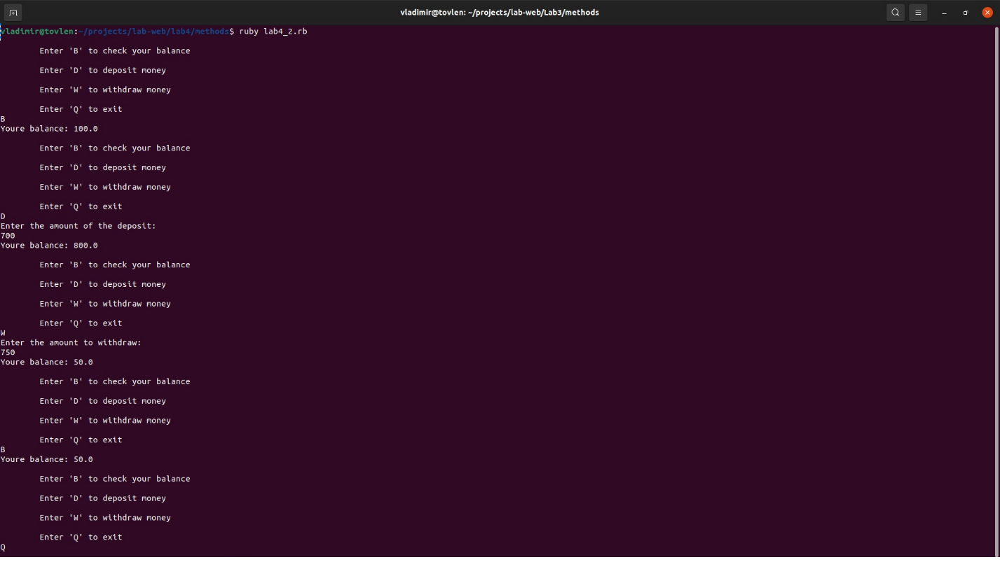 vladimir@tovlen: ~/projects/lab-web/Lab3/methods
vladimir@tovlen:~/projects/lab-web/lab4/methods$ ruby lab4_2.rb
Enter 'B' to check your balance
Enter 'D' to deposit money
Enter 'W' to withdraw money
Enter 'Q' to exit
B
Youre balance: 100.0
Enter 'B' to check your balance
Enter 'D' to deposit money
Enter 'W' to withdraw money
Enter 'Q' to exit
D
Enter the amount of the deposit:
700
Youre balance: 800.0
Enter 'B' to check your balance
Enter 'D' to deposit money
Enter 'W' to withdraw money
Enter 'Q' to exit
W
Enter the amount to withdraw:
750
Youre balance: 50.0
Enter 'B' to check your balance
Enter 'D' to deposit money
Enter 'W' to withdraw money
Enter 'Q' to exit
B
Youre balance: 50.0
Enter 'B' to check your balance
Enter 'D' to deposit money
Enter 'W' to withdraw money
Enter 'Q' to exit
Q